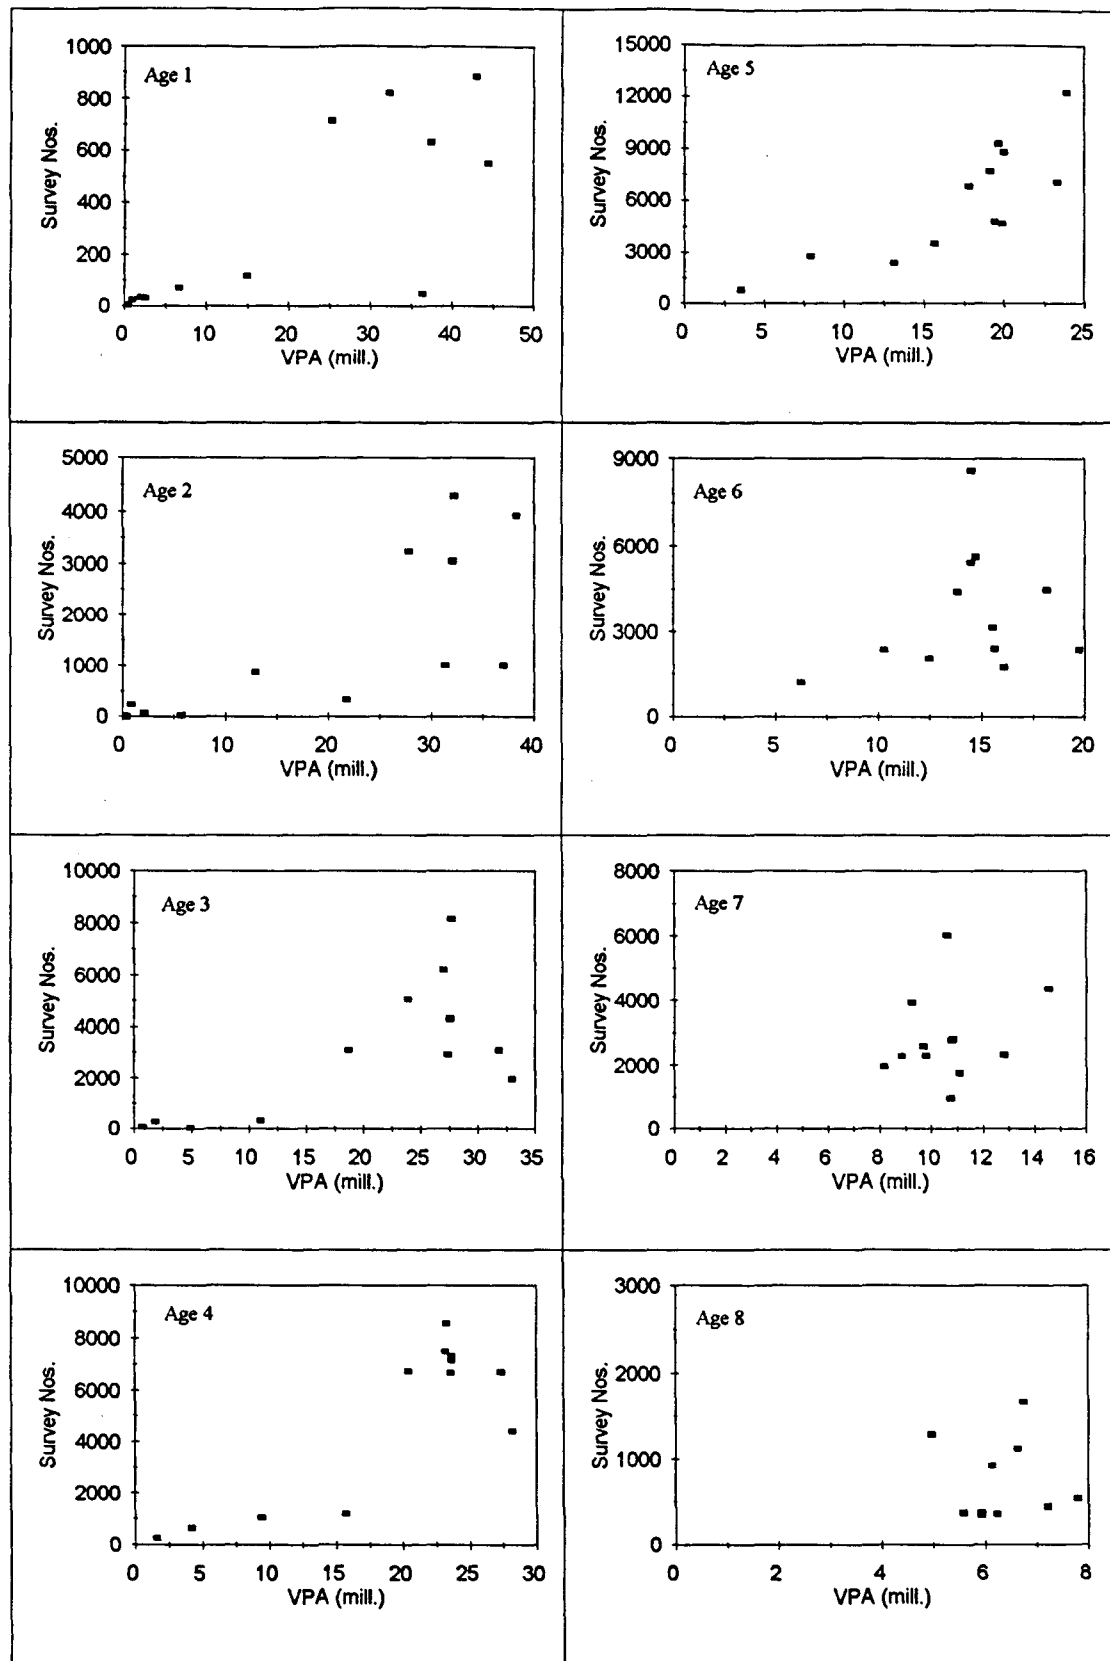 Age 1
1000
800
600
400
200
0
Survey Nos.
0 10 20 30 40 50
VPA (mill.)
Age 5
15000
12000
9000
6000
3000
0
Survey Nos.
0 5 10 15 20 25
VPA (mill.)
Age 2
5000
4000
3000
2000
1000
0
Survey Nos.
0 10 20 30 40
VPA (mill.)
Age 6
9000
6000
3000
0
Survey Nos.
0 5 10 15 20
VPA (mill.)
Age 3
10000
8000
6000
4000
2000
0
Survey Nos.
0 5 10 15 20 25 30 35
VPA (mill.)
Age 7
8000
6000
4000
2000
0
Survey Nos.
0 2 4 6 8 10 12 14 16
VPA (mill.)
Age 4
10000
8000
6000
4000
2000
0
Survey Nos.
0 5 10 15 20 25 30
VPA (mill.)
Age 8
3000
2000
1000
0
Survey Nos.
0 2 4 6 8
VPA (mill.)